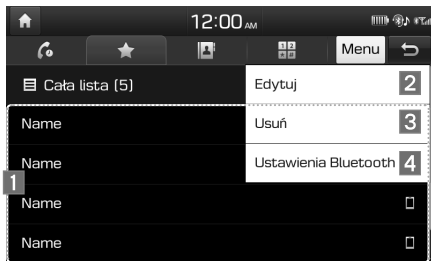 12:00 AM
Menu
Cała lista (5)
Edytuj 2
Name
Usuń 3
Name
Ustawienia Bluetooth 4
1
Name
Name